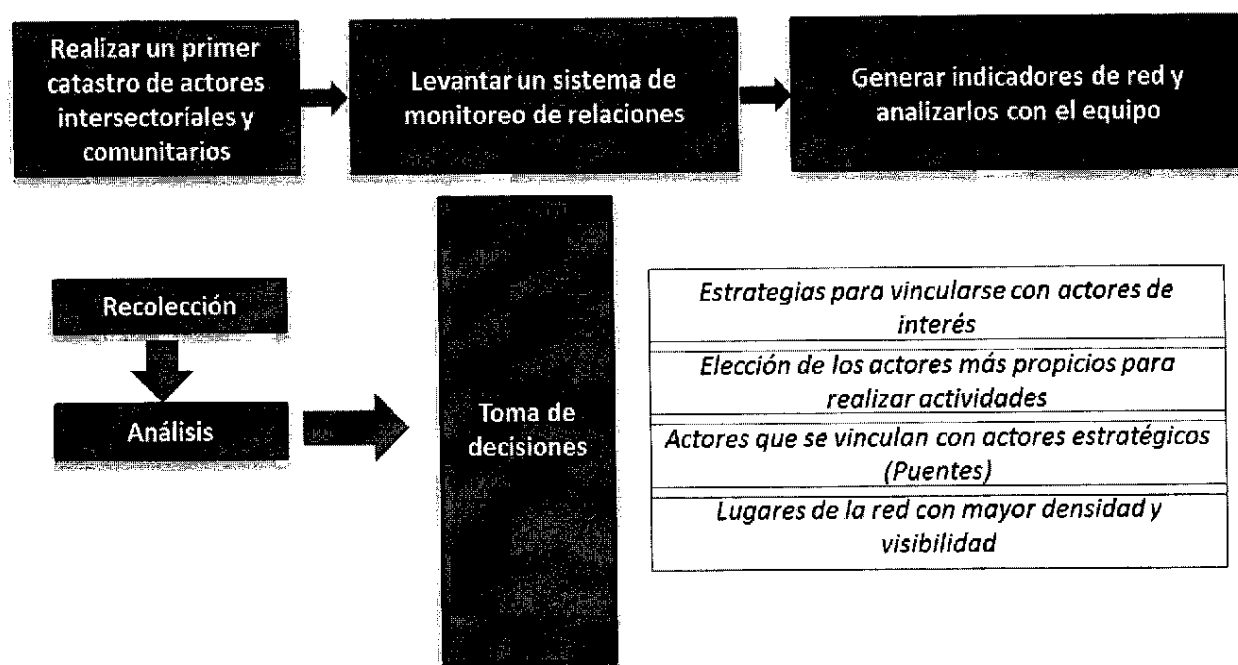 Realizar un primer
catastro de actores
intersectoriales y
comunitarios
Levantar un sistema de
monitoreo de relaciones
Generar indicadores de red y
analizarlos con el equipo
Recolección
Análisis
Toma de
decisiones
Estrategias para vincularse con actores de
interés
Elección de los actores más propicios para
realizar actividades
Actores que se vinculan con actores estratégicos
(Puentes)
Lugares de la red con mayor densidad y
visibilidad